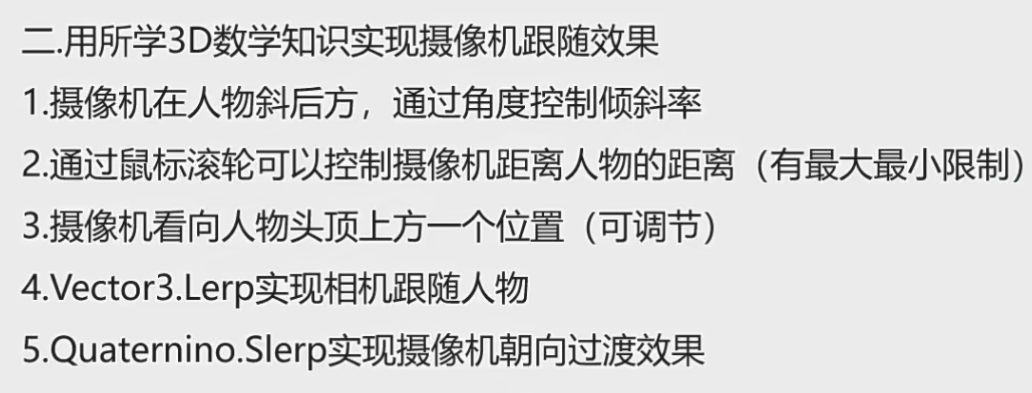 二.用所学3D数学知识实现摄像机跟随效果
1.摄像机在人物斜后方，通过角度控制倾斜率
2.通过鼠标滚轮可以控制摄像机距离人物的距离（有最大最小限制）
3.摄像机看向人物头顶上方一个位置（可调节）
4.Vector3.Lerp实现相机跟随人物
5.Quaternino.Slerp实现摄像机朝向过渡效果